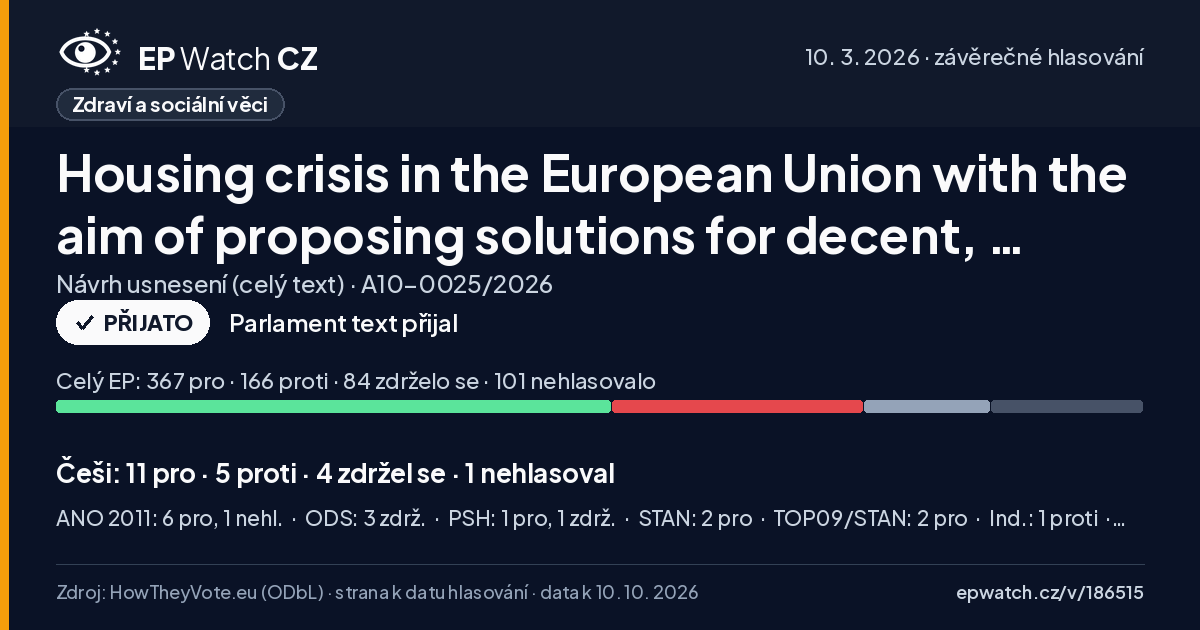 EP Watch CZ
10. 3. 2026 · závěrečné hlasování
Zdraví a sociální věci
Housing crisis in the European Union with the
aim of proposing solutions for decent, …
Návrh usnesení (celý text) · A10–0025/2026
✓ PŘIJATO Parlament text přijal
Celý EP: 367 pro · 166 proti · 84 zdrželo se · 101 nehlasovalo
Češi: 11 pro · 5 proti · 4 zdržel se · 1 nehlasoval
ANO 2011: 6 pro, 1 nehl. · ODS: 3 zdrž. · PSH: 1 pro, 1 zdrž. · STAN: 2 pro · TOP09/STAN: 2 pro · Ind.: 1 proti ·…
Zdroj: HowTheyVote.eu (ODbL) · strana k datu hlasování · data k 10. 10. 2026
epwatch.cz/v/186515